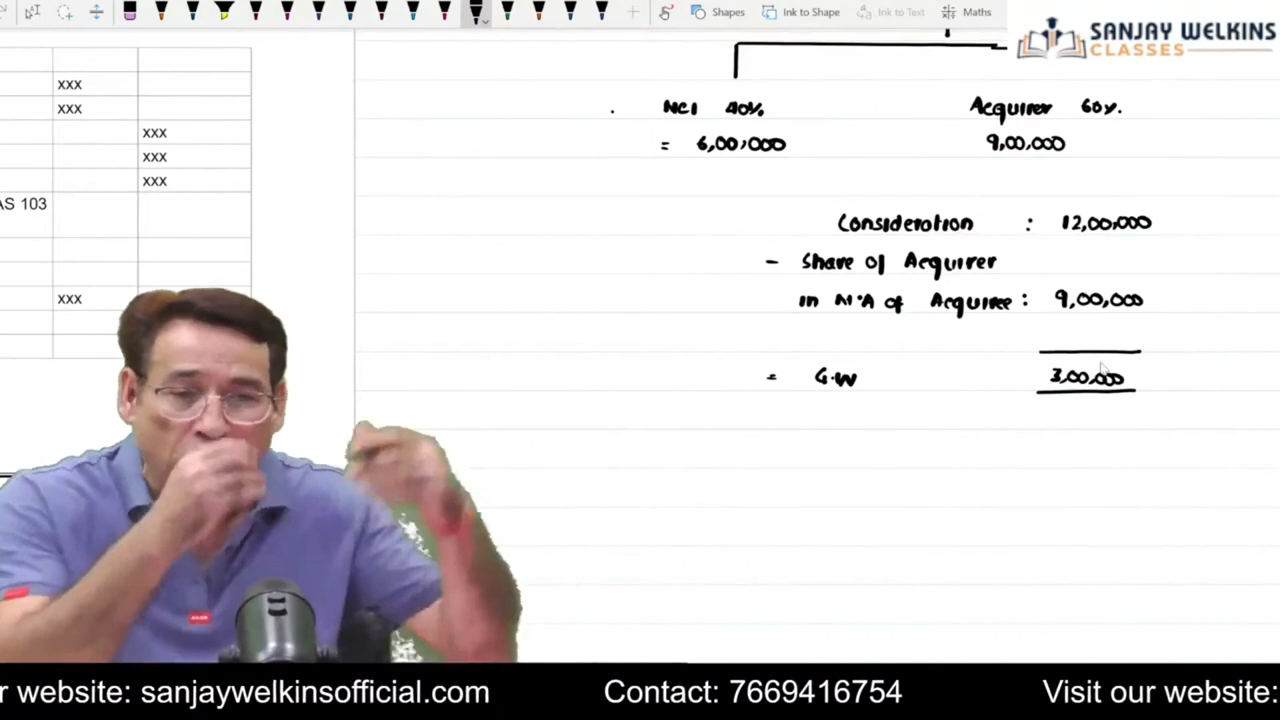 Shapes
Ink to Shape
Ink to Text
Maths
SANJAY WELKINS
CLASSES
xxx
xxx
xxx
xxx
xxx
AS 103
xxx
NCI 40%
= 6,00,000
Acquirer 60%.
9,00,000
Consideration : 12,00,000
- Share of Acquirer
in N.A of Acquiree : 9,00,000
= G.W 3,00,000
r website: sanjaywelkinsofficial.com Contact: 7669416754 Visit our website: